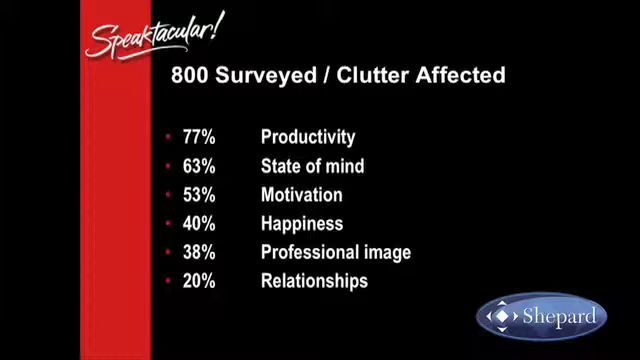 Speaktacular!
800 Surveyed / Clutter Affected
• 77% Productivity
• 63% State of mind
• 53% Motivation
• 40% Happiness
• 38% Professional image
• 20% Relationships
Shepard